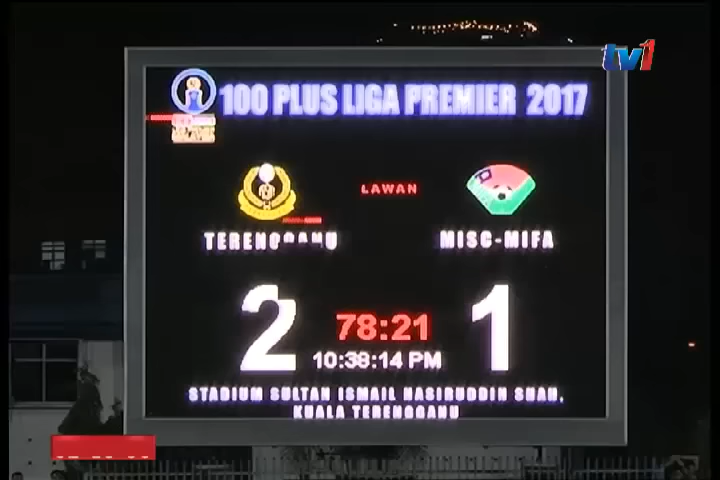 tv1
100 PLUS LIGA PREMIER 2017
LAWAN
TERENGGANU MISC-MIFA
2 78:21 1
10:38:14 PM
STADIUM SULTAN ISMAIL NASIRUDDIN SHAH,
KUALA TERENGGANU